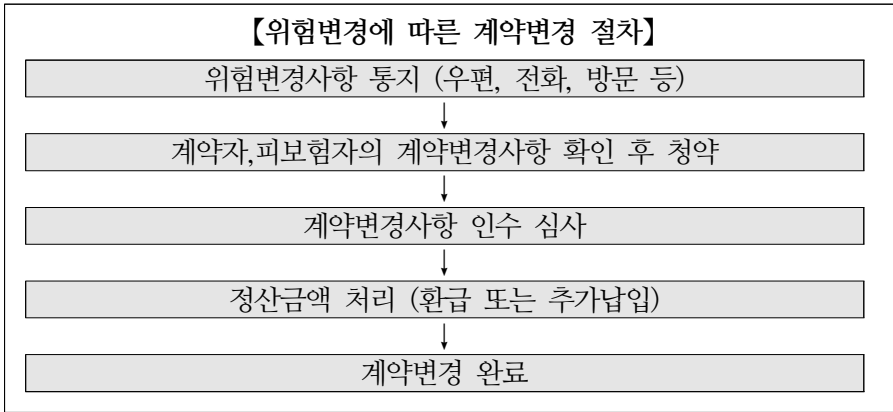 【위험변경에 따른 계약변경 절차】
위험변경사항 통지 (우편, 전화, 방문 등)
계약자,피보험자의 계약변경사항 확인 후 청약
계약변경사항 인수 심사
정산금액 처리 (환급 또는 추가납입)
계약변경 완료